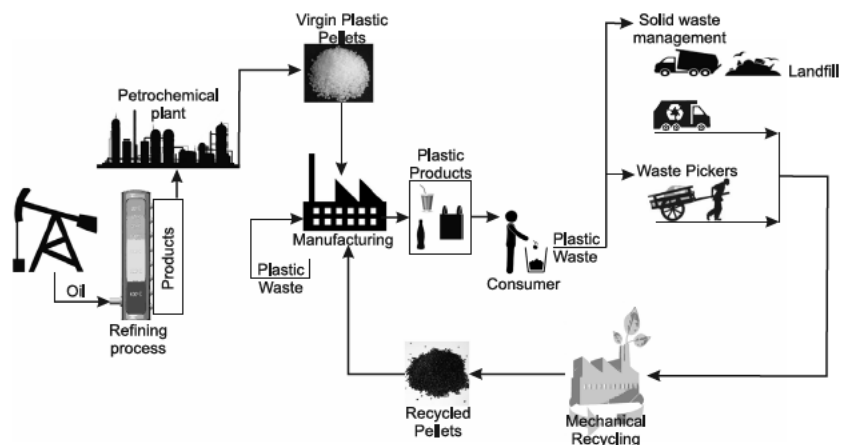 Virgin Plastic
Pellets
Solid waste
management
Landfill
Petrochemical
plant
Plastic
Products
Waste Pickers
Products
Manufacturing
Plastic
Waste
Plastic
Waste
Consumer
Oil
Refining
process
Recycled
Pellets
Mechanical
Recycling